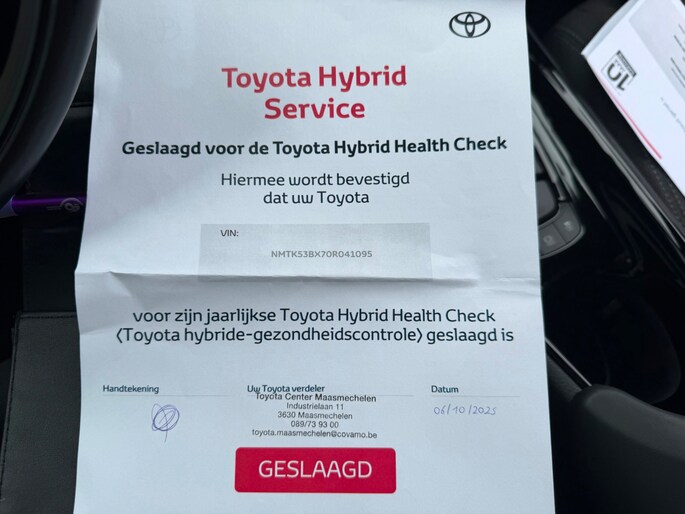 Toyota Hybrid
Service
Geslaagd voor de Toyota Hybrid Health Check
Hiermee wordt bevestigd
dat uw Toyota
VIN:
NMTK53BX70R041095
voor zijn jaarlijkse Toyota Hybrid Health Check
(Toyota hybride-gezondheidscontrole) geslaagd is
Handtekening
Uw Toyota verdeler
Datum
Toyota Center Maasmechelen
Industrielaan 11
3630 Maasmechelen
089/73 93 00
toyota.maasmechelen@covamo.be
06/10/2025
GESLAAGD
10